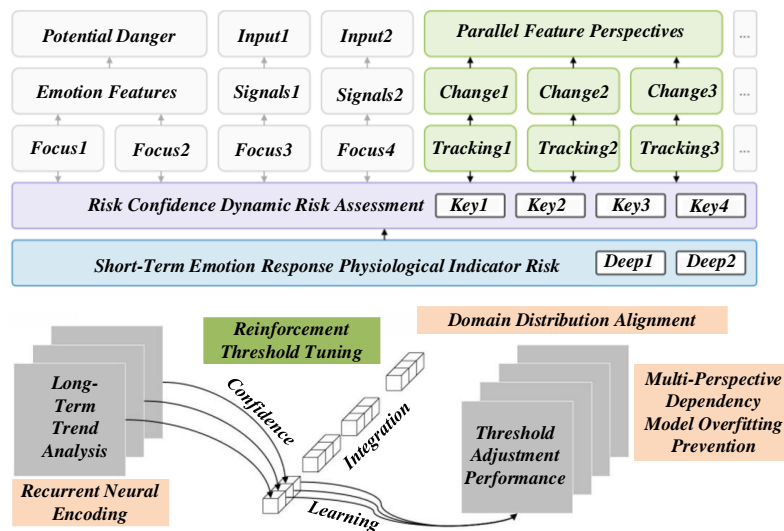 Potential Danger
Input1
Input2
Parallel Feature Perspectives
...
Emotion Features
Signals1
Signals2
Change1
Change2
Change3
...
Focus1
Focus2
Focus3
Focus4
Tracking1
Tracking2
Tracking3
...
Risk Confidence Dynamic Risk Assessment
Key1
Key2
Key3
Key4
Short-Term Emotion Response Physiological Indicator Risk
Deep1
Deep2
Reinforcement
Threshold Tuning
Domain Distribution Alignment
Long-
Term
Trend
Analysis
Confidence
Integration
Learning
Threshold
Adjustment
Performance
Multi-Perspective
Dependency
Model Overfitting
Prevention
Recurrent Neural
Encoding